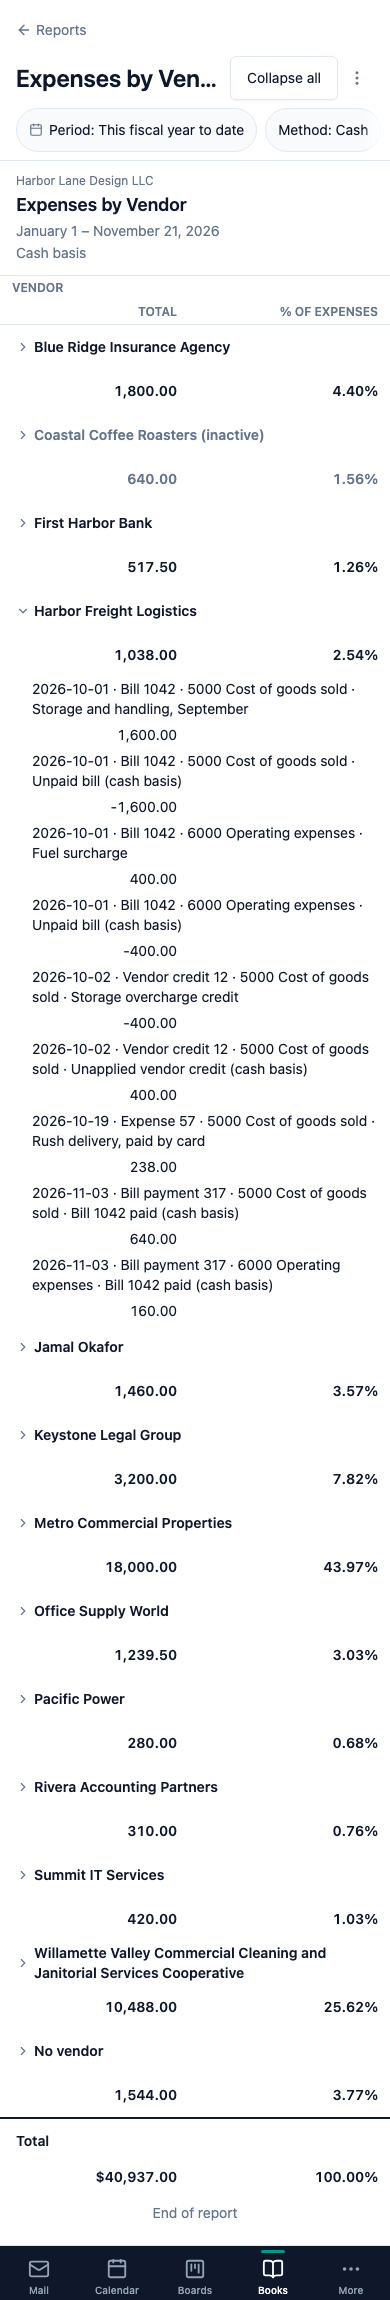 Reports
Expenses by Ven...
Collapse all
Period: This fiscal year to date
Method: Cash
Harbor Lane Design LLC
Expenses by Vendor
January 1 – November 21, 2026
Cash basis
VENDOR
TOTAL % OF EXPENSES
Blue Ridge Insurance Agency
1,800.00 4.40%
Coastal Coffee Roasters (inactive)
640.00 1.56%
First Harbor Bank
517.50 1.26%
Harbor Freight Logistics
1,038.00 2.54%
2026-10-01 · Bill 1042 · 5000 Cost of goods sold ·
Storage and handling, September
1,600.00
2026-10-01 · Bill 1042 · 5000 Cost of goods sold ·
Unpaid bill (cash basis)
-1,600.00
2026-10-01 · Bill 1042 · 6000 Operating expenses ·
Fuel surcharge
400.00
2026-10-01 · Bill 1042 · 6000 Operating expenses ·
Unpaid bill (cash basis)
-400.00
2026-10-02 · Vendor credit 12 · 5000 Cost of goods
sold · Storage overcharge credit
-400.00
2026-10-02 · Vendor credit 12 · 5000 Cost of goods
sold · Unapplied vendor credit (cash basis)
400.00
2026-10-19 · Expense 57 · 5000 Cost of goods sold ·
Rush delivery, paid by card
238.00
2026-11-03 · Bill payment 317 · 5000 Cost of goods
sold · Bill 1042 paid (cash basis)
640.00
2026-11-03 · Bill payment 317 · 6000 Operating
expenses · Bill 1042 paid (cash basis)
160.00
Jamal Okafor
1,460.00 3.57%
Keystone Legal Group
3,200.00 7.82%
Metro Commercial Properties
18,000.00 43.97%
Office Supply World
1,239.50 3.03%
Pacific Power
280.00 0.68%
Rivera Accounting Partners
310.00 0.76%
Summit IT Services
420.00 1.03%
Willamette Valley Commercial Cleaning and
Janitorial Services Cooperative
10,488.00 25.62%
No vendor
1,544.00 3.77%
Total
$40,937.00 100.00%
End of report
Mail Calendar Boards Books More